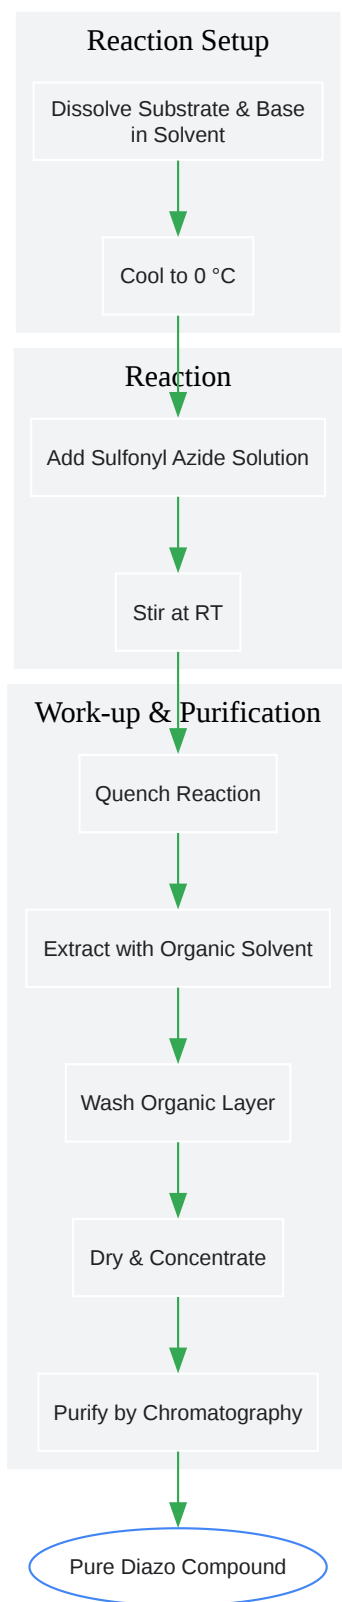 Reaction Setup
Dissolve Substrate & Base
in Solvent
Cool to 0 °C
Reaction
Add Sulfonyl Azide Solution
Stir at RT
Work-up & Purification
Quench Reaction
Extract with Organic Solvent
Wash Organic Layer
Dry & Concentrate
Purify by Chromatography
Pure Diazo Compound